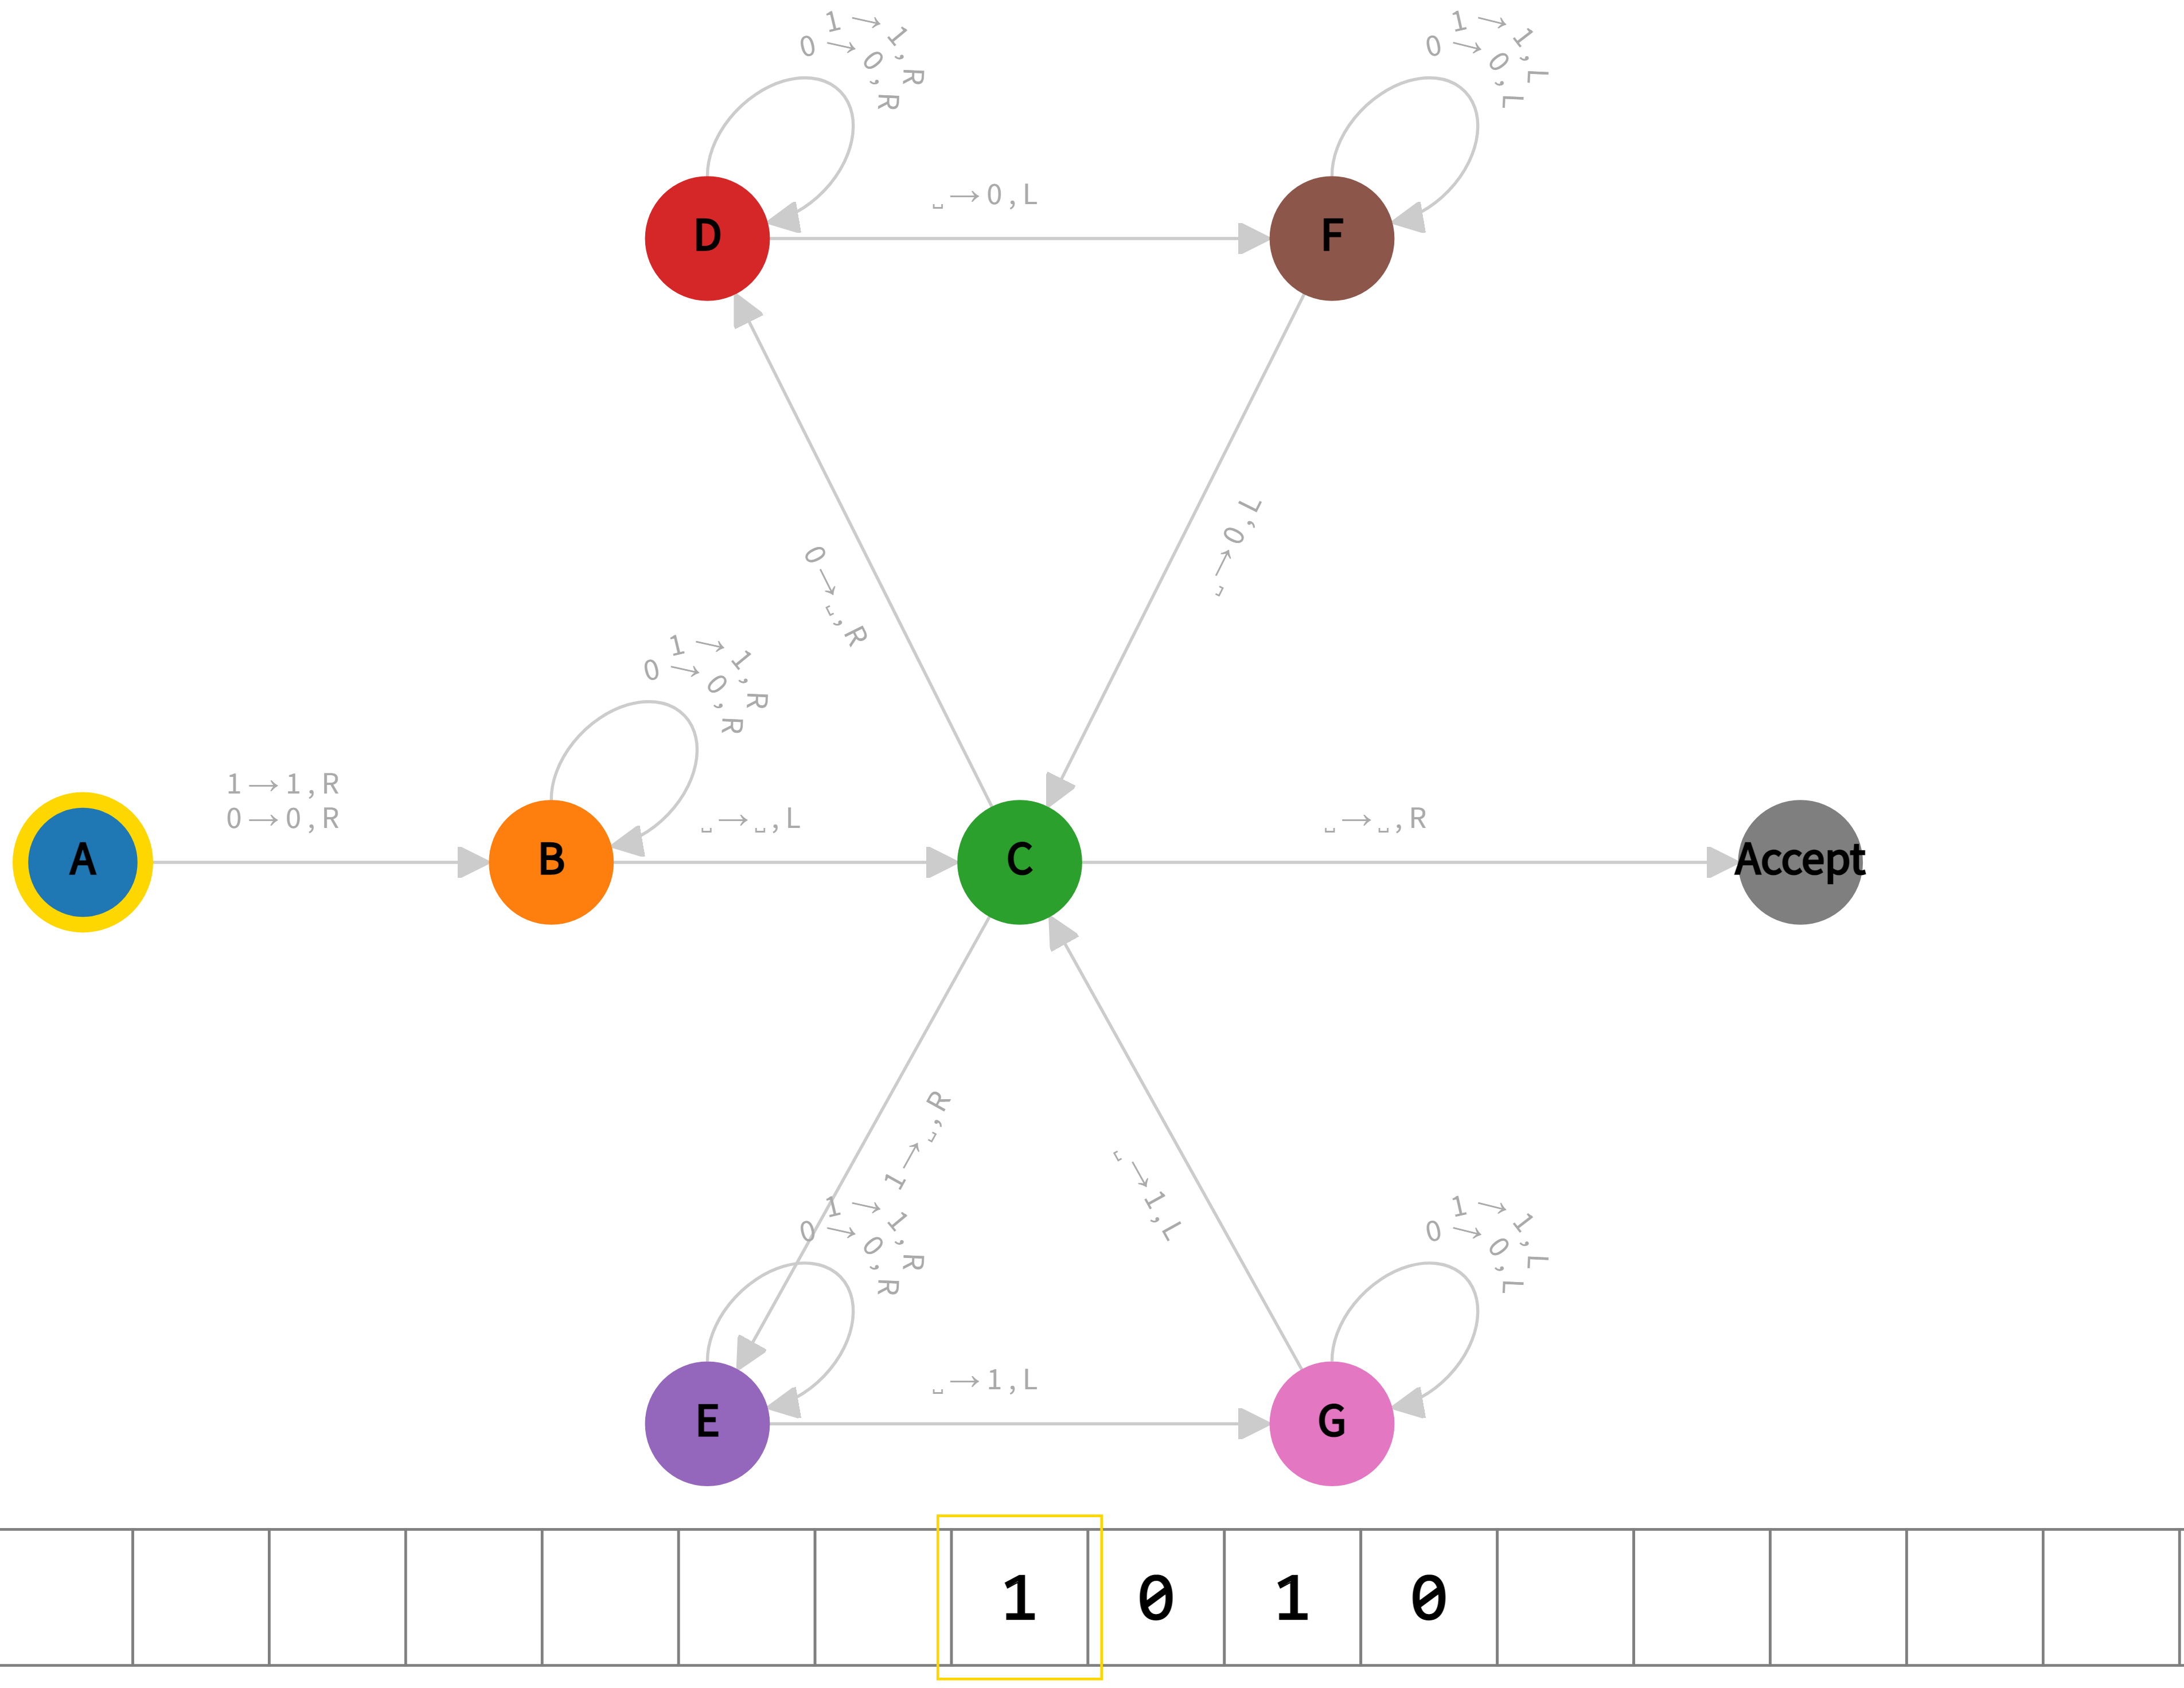 1→1,R
0→0,R
1→1,L
0→0,L
D
␣→0,L
F
0→␣,R
␣→0,L
1→1,R
0→0,R
1→1,R
0→0,R
A
B
␣→␣,L
C
␣→␣,R
Accept
1→␣,R
␣→1,L
1→1,R
0→0,R
1→1,L
0→0,L
E
␣→1,L
G
1 0 1 0